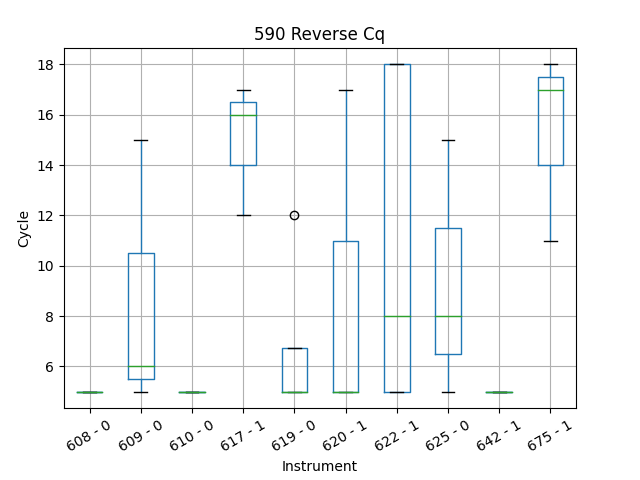 590 Reverse Cq
18
16
14
12
10
8
6
Cycle
608 - 0
609 - 0
610 - 0
617 - 1
619 - 0
620 - 1
622 - 1
625 - 0
642 - 1
675 - 1
Instrument